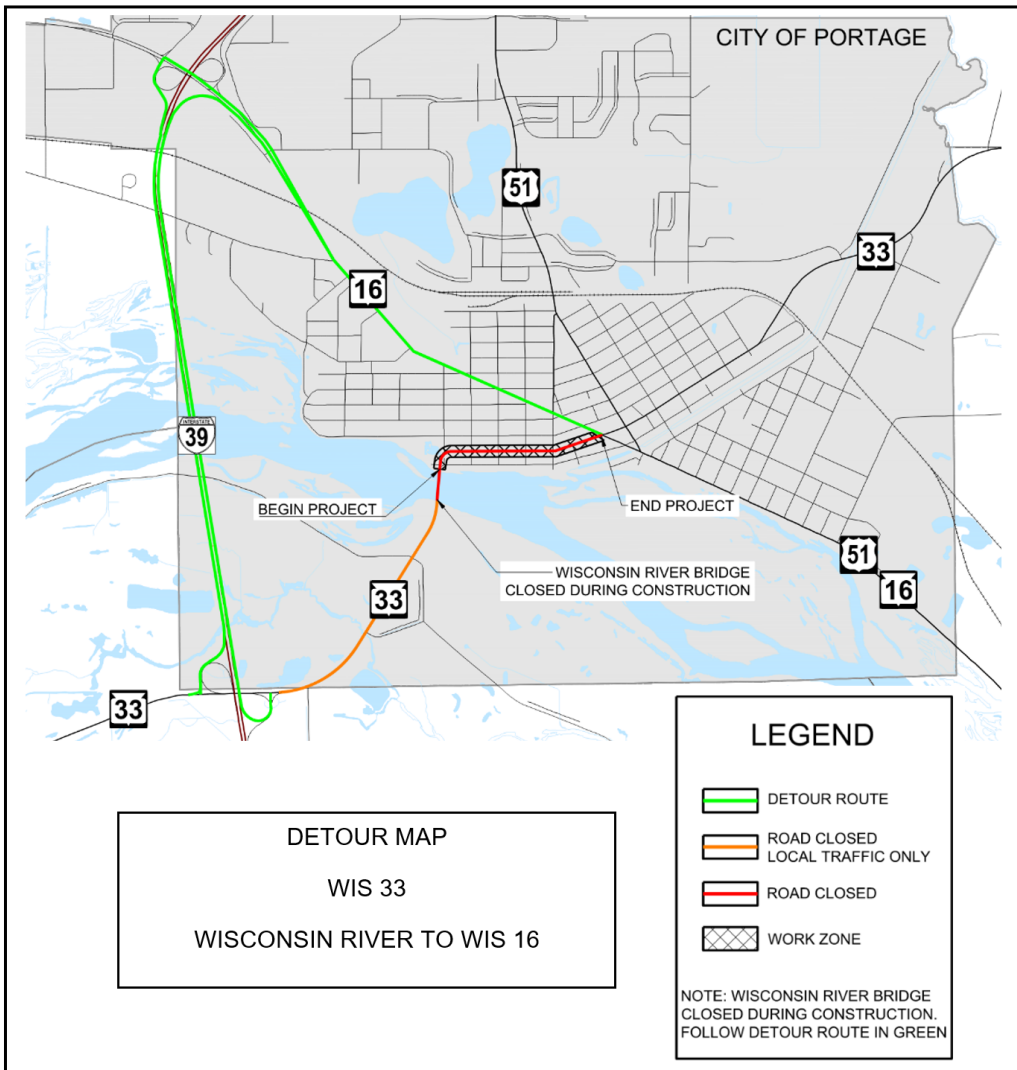 CITY OF PORTAGE
51
33
16
INTERSTATE
39
BEGIN PROJECT
END PROJECT
WISCONSIN RIVER BRIDGE
CLOSED DURING CONSTRUCTION
51
16
33
33
LEGEND
DETOUR ROUTE
ROAD CLOSED
LOCAL TRAFFIC ONLY
ROAD CLOSED
WORK ZONE
NOTE: WISCONSIN RIVER BRIDGE
CLOSED DURING CONSTRUCTION.
FOLLOW DETOUR ROUTE IN GREEN
DETOUR MAP
WIS 33
WISCONSIN RIVER TO WIS 16